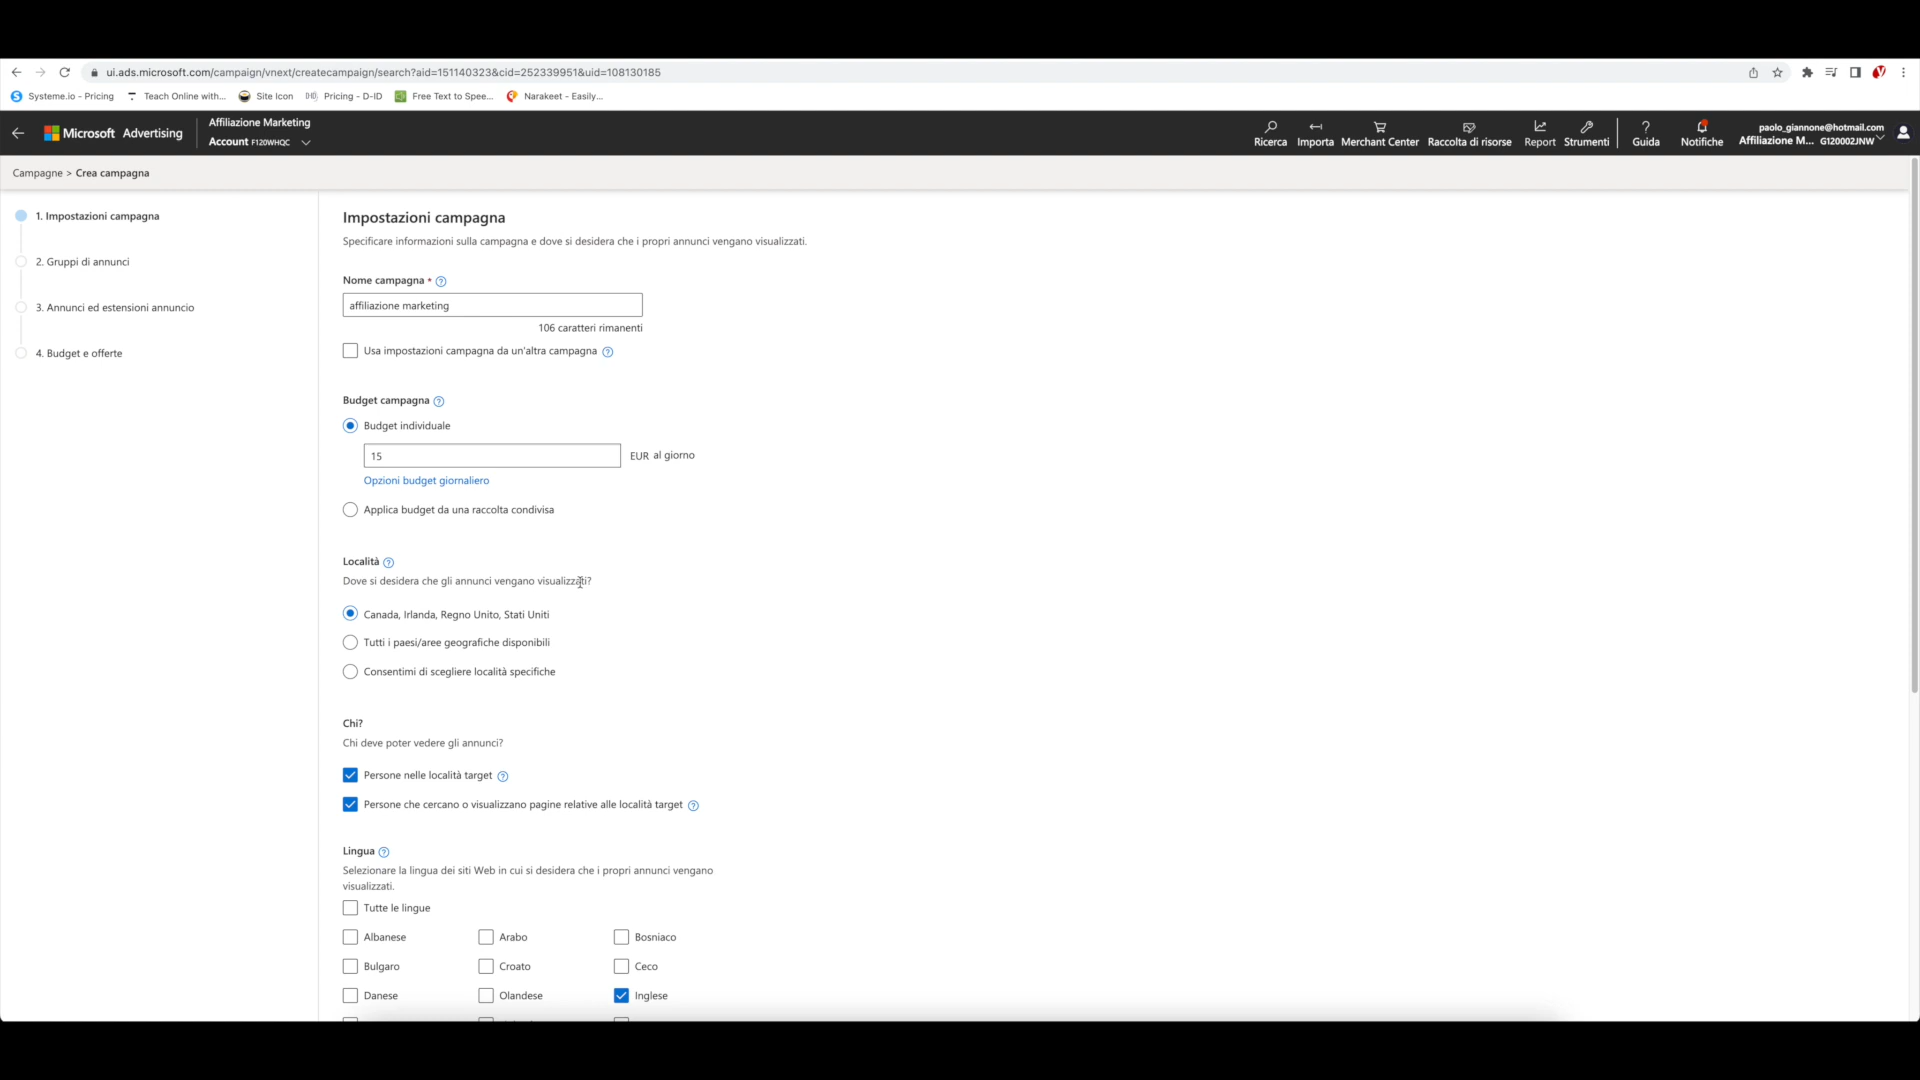 ui.ads.microsoft.com/campaign/vnext/createcampaign/search?aid=151140323&cid=252339951&uid=108130185
Systeme.io - Pricing
Teach Online with...
Site Icon
Pricing - D-ID
Free Text to Spee...
Narakeet - Easily...
Microsoft Advertising
Affiliazione Marketing
Account F120WHQC
Ricerca
Importa
Merchant Center
Raccolta di risorse
Report
Strumenti
Guida
Notifiche
paolo_giannone@hotmail.com
Affiliazione M... G120002JNW
Campagne > Crea campagna
1. Impostazioni campagna
2. Gruppi di annunci
3. Annunci ed estensioni annuncio
4. Budget e offerte
Impostazioni campagna
Specificare informazioni sulla campagna e dove si desidera che i propri annunci vengano visualizzati.
Nome campagna *
affiliazione marketing
106 caratteri rimanenti
Usa impostazioni campagna da un'altra campagna
Budget campagna
Budget individuale
15
EUR al giorno
Opzioni budget giornaliero
Applica budget da una raccolta condivisa
Località
Dove si desidera che gli annunci vengano visualizzati?
Canada, Irlanda, Regno Unito, Stati Uniti
Tutti i paesi/aree geografiche disponibili
Consentimi di scegliere località specifiche
Chi?
Chi deve poter vedere gli annunci?
Persone nelle località target
Persone che cercano o visualizzano pagine relative alle località target
Lingua
Selezionare la lingua dei siti Web in cui si desidera che i propri annunci vengano
visualizzati.
Tutte le lingue
Albanese Arabo Bosniaco
Bulgaro Croato Ceco
Danese Olandese Inglese